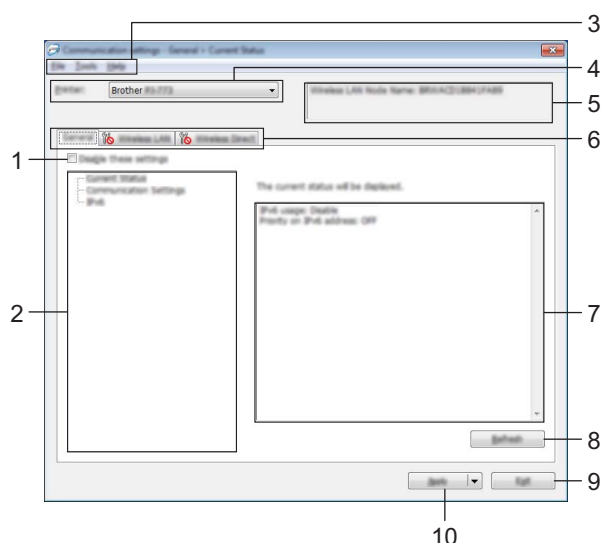 3
Communication settings - General > Current Status
File Tools Help
4
Printer: Brother
Wireless LAN Node Name:
5
General Wireless LAN Wireless Direct
6
1
Disable these settings
Current Status
Communication Settings
IPv6
The current status will be displayed.
IPv6 usage: Disable
Priority on IPv6 address: OFF
2
7
Refresh
8
Apply Exit
9
10